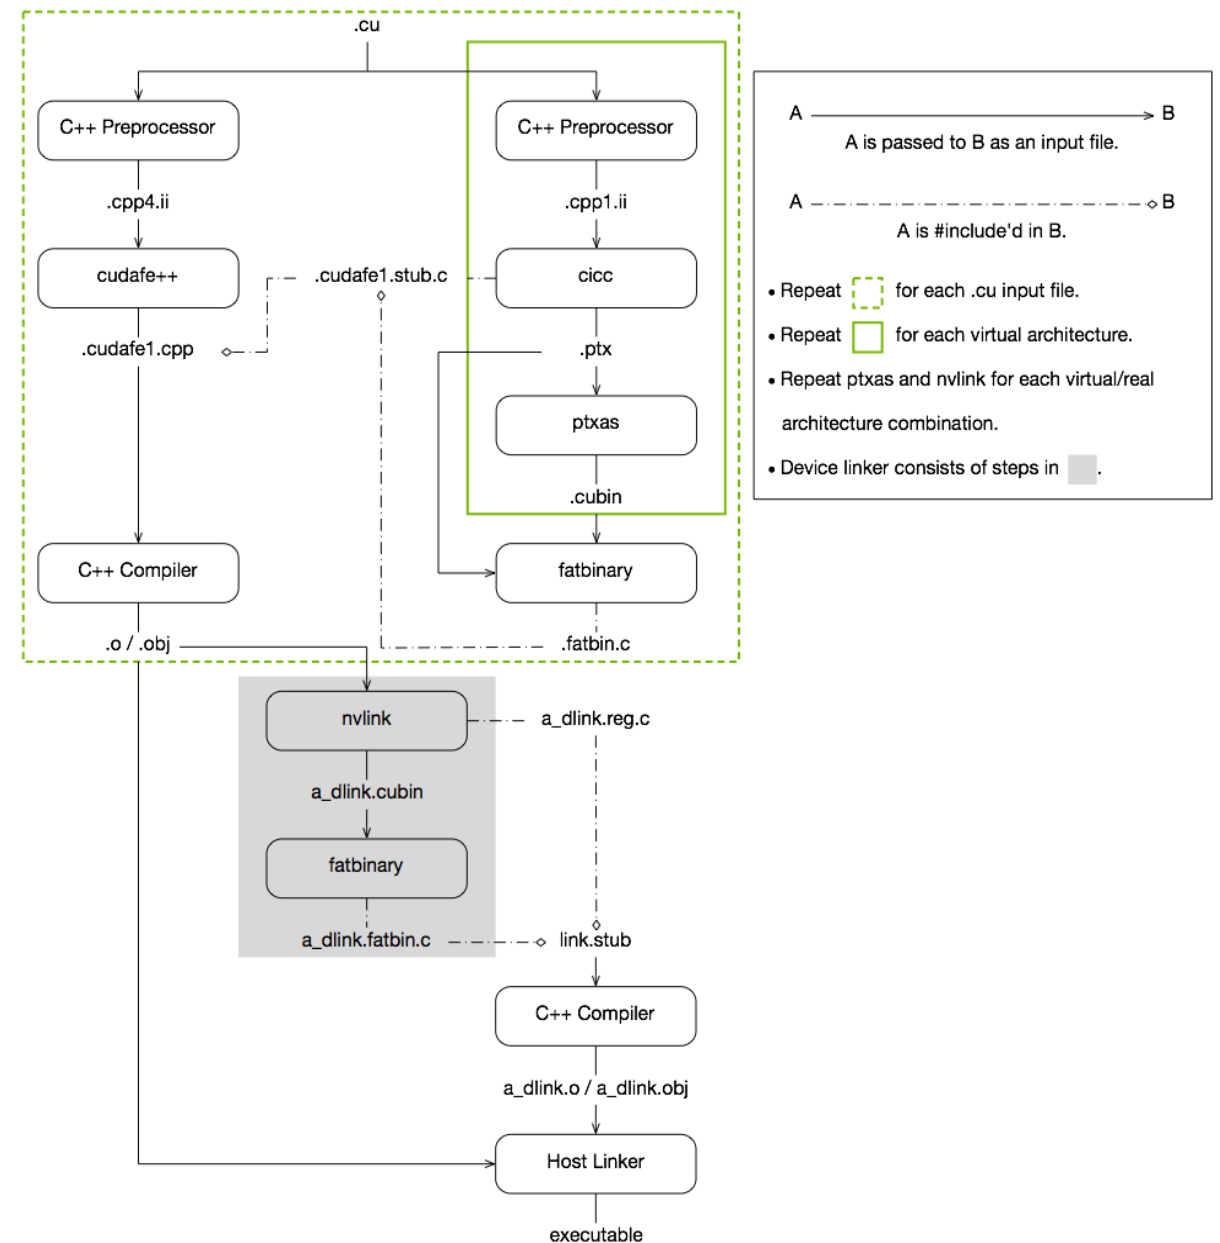 .cu
C++ Preprocessor
C++ Preprocessor
.cpp4.ii
.cpp1.ii
cudafe++
.cudafe1.stub.c
cicc
.cudafe1.cpp
.ptx
ptxas
.cubin
C++ Compiler
fatbinary
.o / .obj
.fatbin.c
nvlink
a_dlink.reg.c
a_dlink.cubin
fatbinary
a_dlink.fatbin.c
link.stub
C++ Compiler
a_dlink.o / a_dlink.obj
Host Linker
executable
A B
A is passed to B as an input file.
A B
A is #include'd in B.
• Repeat for each .cu input file.
• Repeat for each virtual architecture.
• Repeat ptxas and nvlink for each virtual/real
architecture combination.
• Device linker consists of steps in .